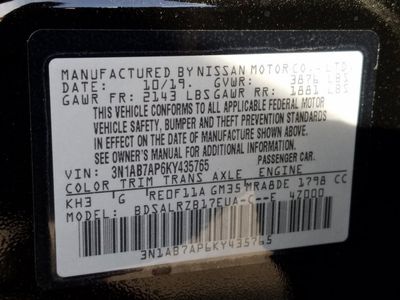 MANUFACTURED BY NISSAN MOTOR CO., LTD.
DATE: 10/19. GVWR: 3876 LBS
GAWR FR: 2143 LBS GAWR RR: 1881 LBS
THIS VEHICLE CONFORMS TO ALL APPLICABLE FEDERAL MOTOR
VEHICLE SAFETY, BUMPER AND THEFT PREVENTION STANDARDS
IN EFFECT ON THE DATE OF MANUFACTURE SHOWN ABOVE.
SEE OWNER'S MANUAL FOR ADDITIONAL INFORMATION
VIN: 3N1AB7AP6KY435765 PASSENGER CAR.
COLOR TRIM TRANS AXLE ENGINE
KH3 G RE0F11A GM35 MRA8DE 1798 CC
MODEL: BDSALRZB17EUA-C--E 4Z000
3N1AB7AP6KY435765